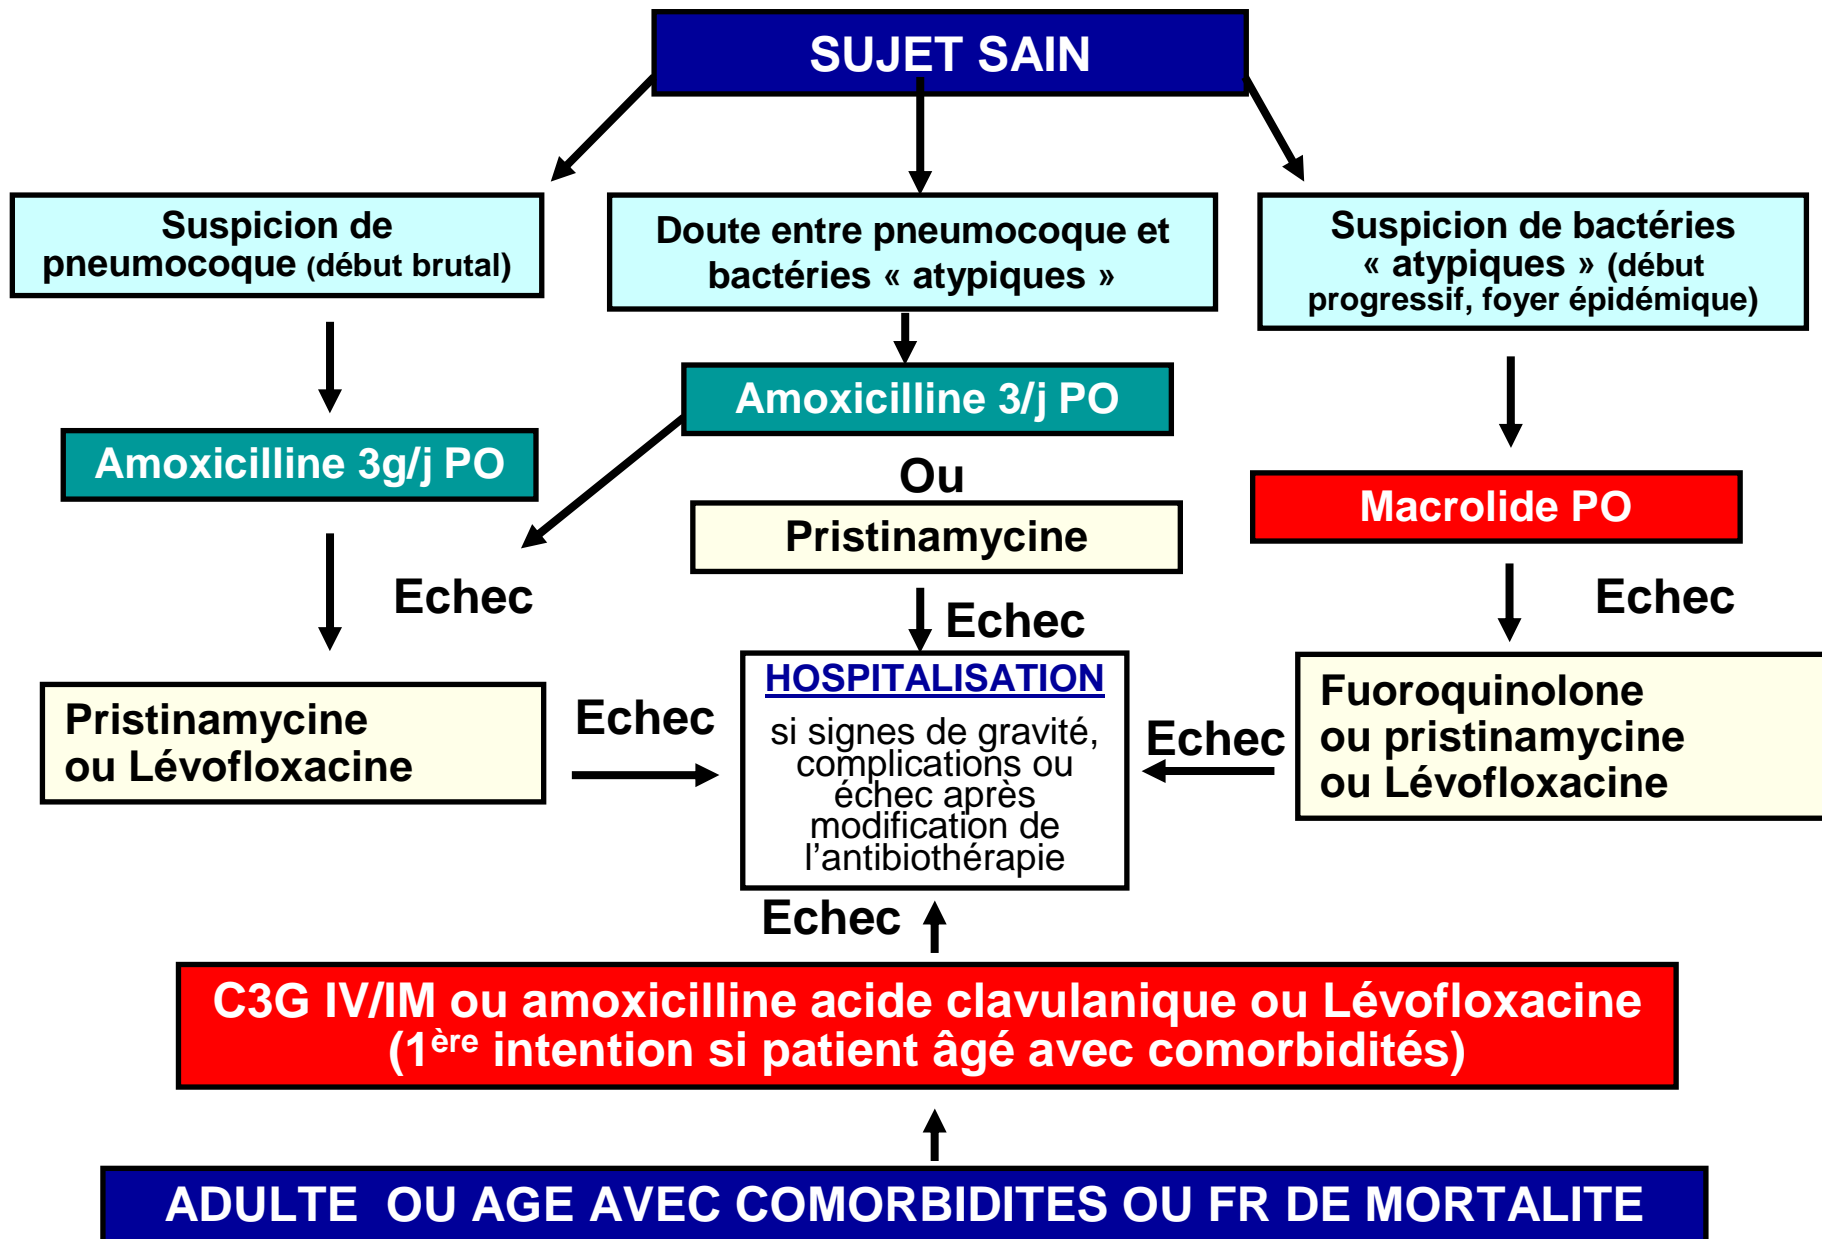 SUJET SAIN
Suspicion de
pneumocoque (début brutal)
Doute entre pneumocoque et
bactéries « atypiques »
Suspicion de bactéries
« atypiques » (début
progressif, foyer épidémique)
Amoxicilline 3g/j PO
Amoxicilline 3/j PO
Ou
Pristinamycine
Macrolide PO
Echec
Echec
Echec
Pristinamycine
ou Lévofloxacine
Echec
HOSPITALISATION
si signes de gravité,
complications ou
échec après
modification de
l'antibiothérapie
Echec
Fuoroquinolone
ou pristinamycine
ou Lévofloxacine
Echec
C3G IV/IM ou amoxicilline acide clavulanique ou Lévofloxacine
(1ère intention si patient âgé avec comorbidités)
ADULTE OU AGE AVEC COMORBIDITES OU FR DE MORTALITE